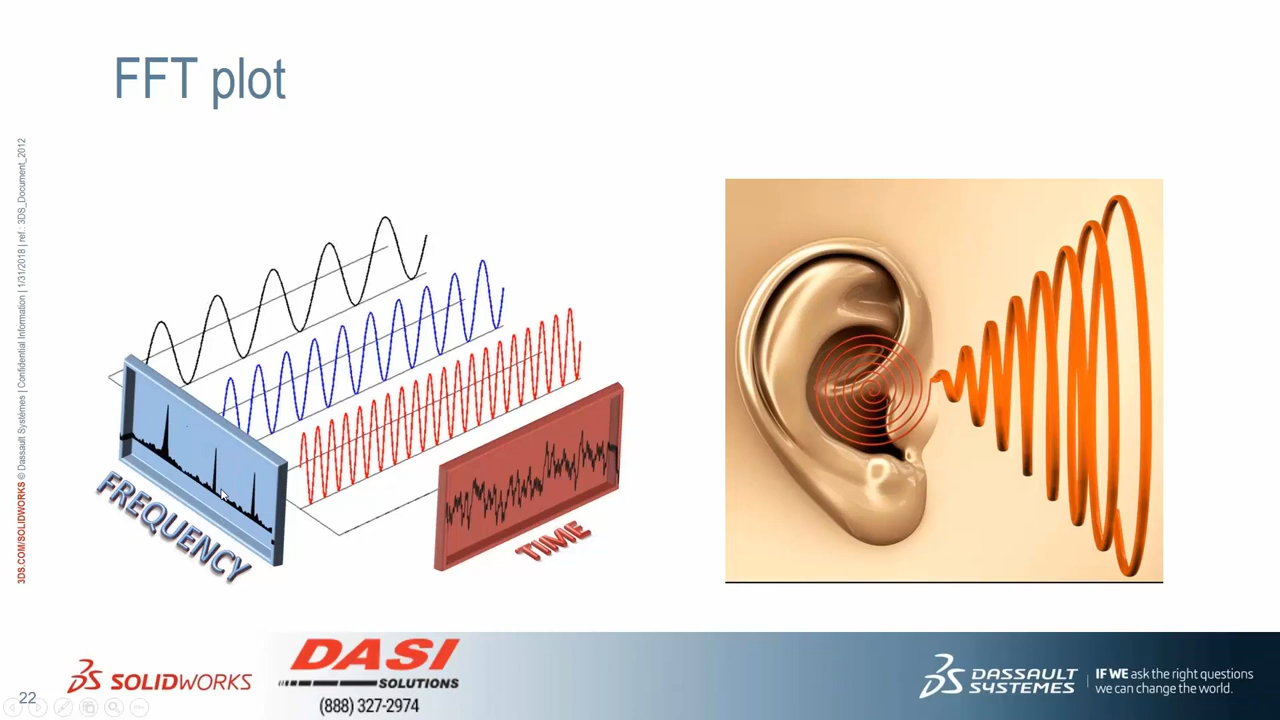 FFT plot
3DS.COM/SOLIDWORKS © Dassault Systèmes | Confidential Information | 1/31/2018 | ref.: 3DS_Document_2012
FREQUENCY
TIME
22
SOLIDWORKS
DASI
SOLUTIONS
(888) 327-2974
DASSAULT
SYSTEMES
IF WE ask the right questions
we can change the world.